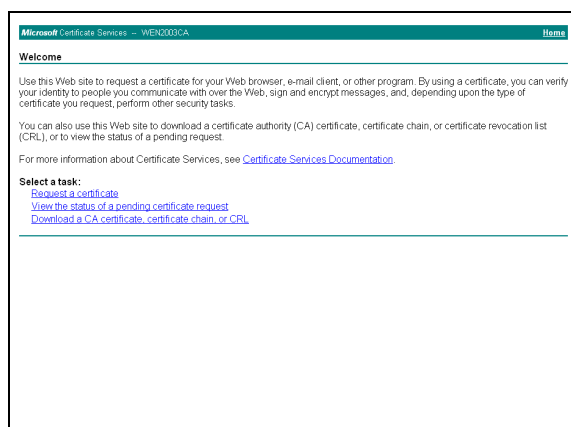 Microsoft Certificate Services -- WEN2003CA Home
Welcome
Use this Web site to request a certificate for your Web browser, e-mail client, or other program. By using a certificate, you can verify
your identity to people you communicate with over the Web, sign and encrypt messages, and, depending upon the type of
certificate you request, perform other security tasks.
You can also use this Web site to download a certificate authority (CA) certificate, certificate chain, or certificate revocation list
(CRL), or to view the status of a pending request.
For more information about Certificate Services, see Certificate Services Documentation.
Select a task:
Request a certificate
View the status of a pending certificate request
Download a CA certificate, certificate chain, or CRL